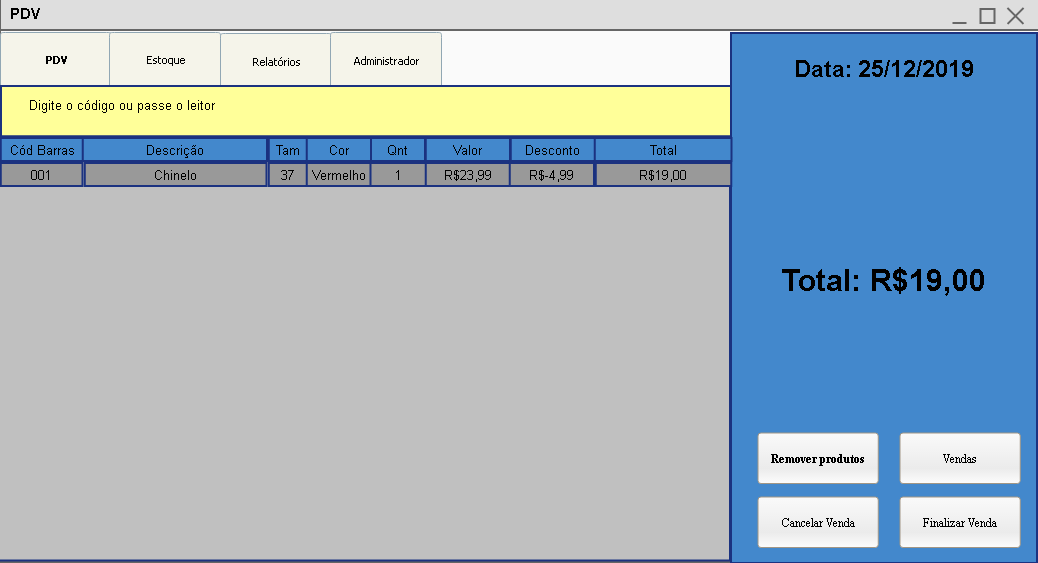 PDV
PDV Estoque Relatórios Administrador
Data: 25/12/2019
Digite o código ou passe o leitor
Cód Barras Descrição Tam Cor Qnt Valor Desconto Total
001 Chinelo 37 Vermelho 1 R$23,99 R$-4,99 R$19,00
Total: R$19,00
Remover produtos Vendas
Cancelar Venda Finalizar Venda